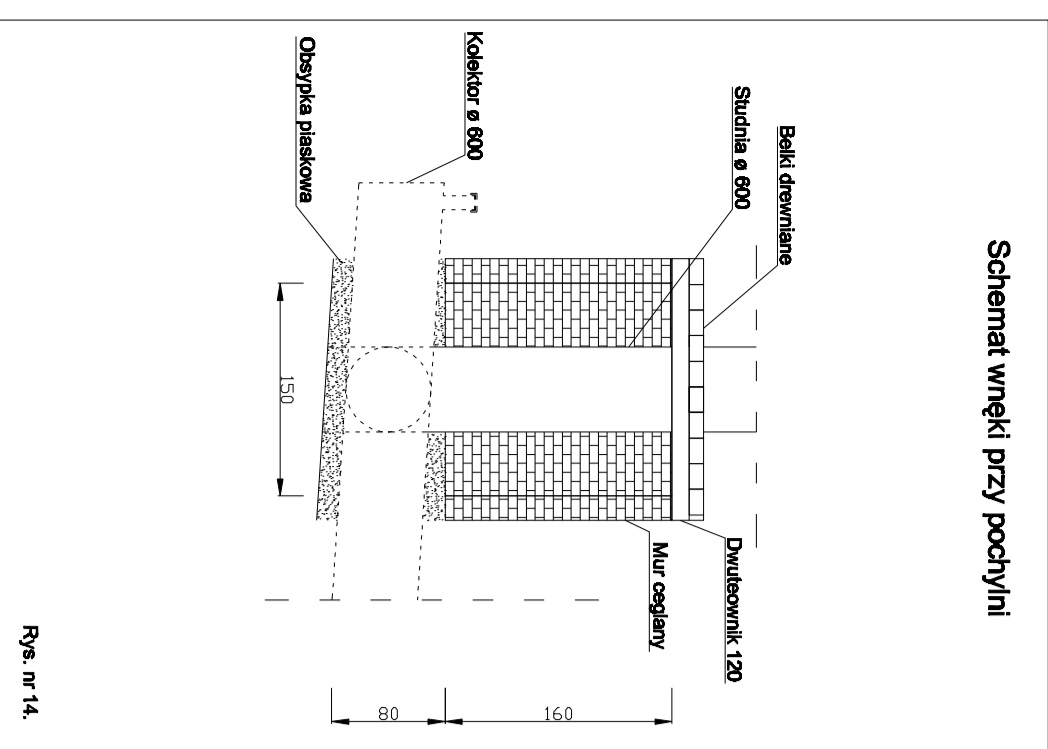 Schemat wnęki przy pochylni
Belki drewniane
Studnia ø 600
Kolektor ø 600
Obsypka piaskowa
Dwuteownik 120
Mur ceglany
150
160
80
Rys. nr 14.